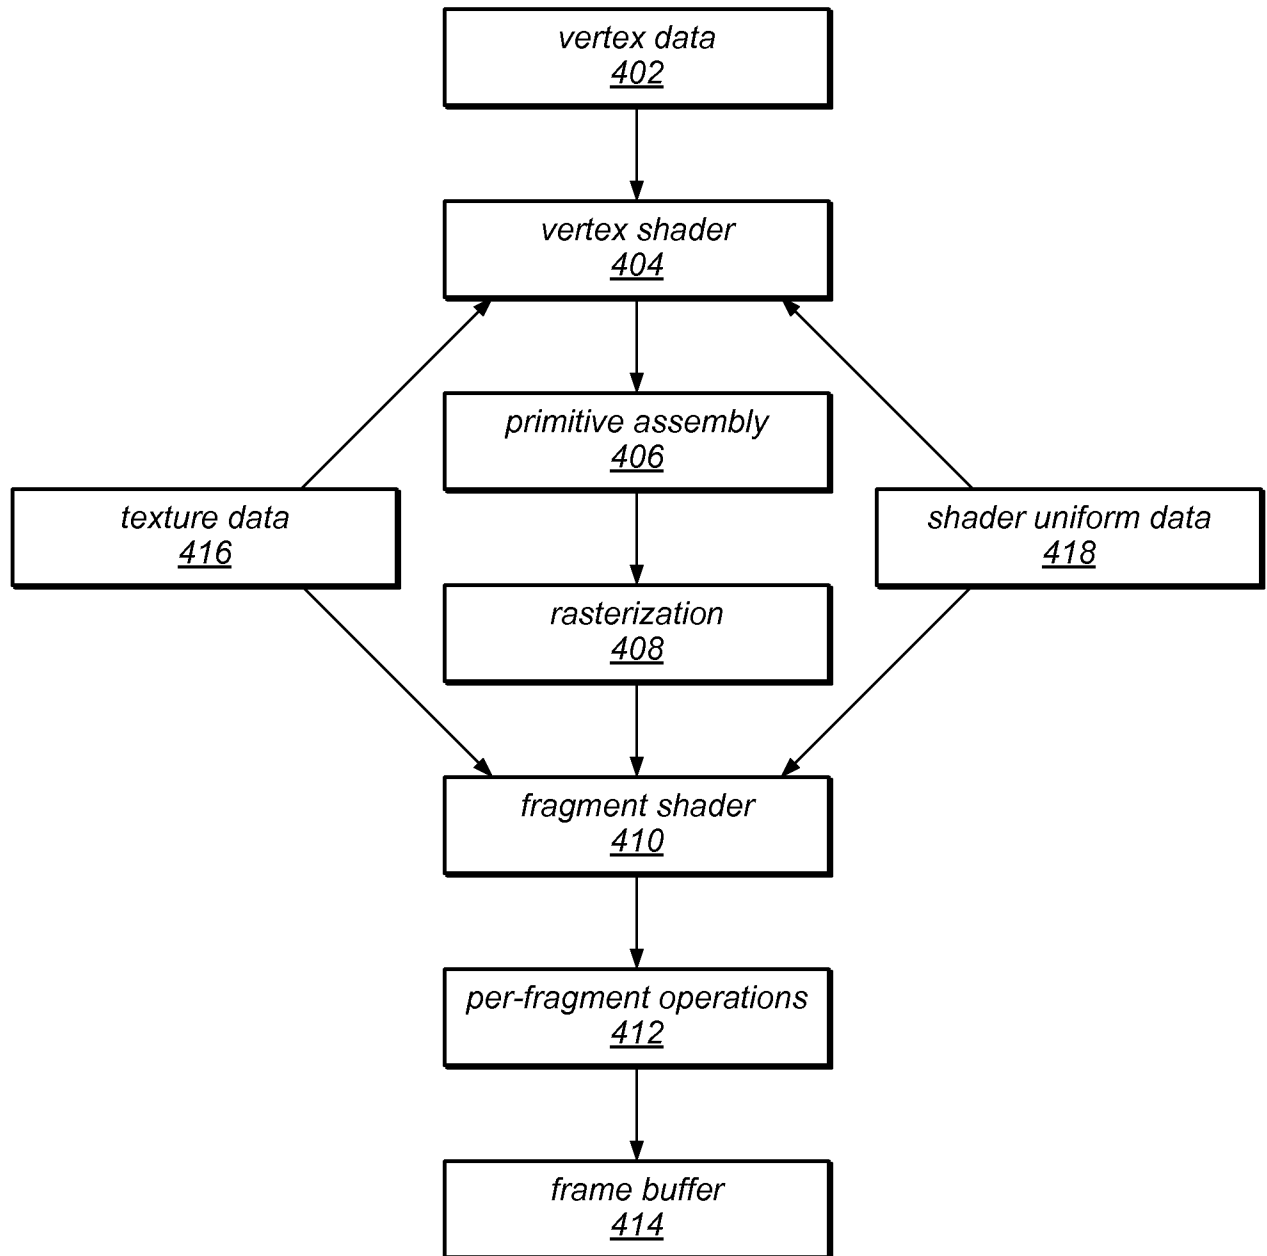 vertex data
402
vertex shader
404
primitive assembly
406
texture data
416
shader uniform data
418
rasterization
408
fragment shader
410
per-fragment operations
412
frame buffer
414